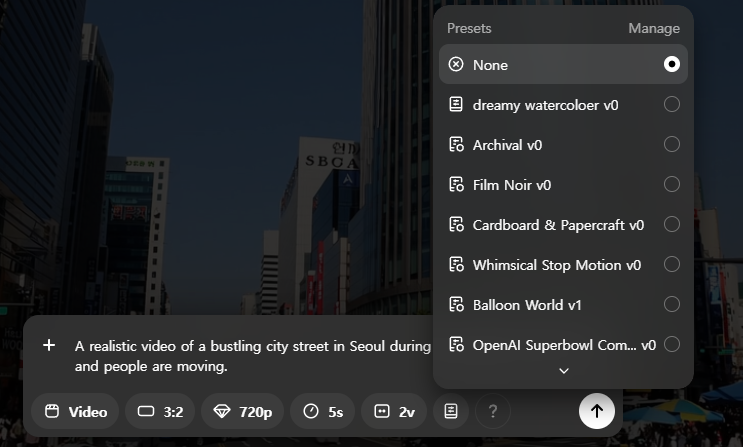 Presets Manage
None
dreamy watercoloer v0
Archival v0
Film Noir v0
Cardboard & Papercraft v0
Whimsical Stop Motion v0
Balloon World v1
OpenAI Superbowl Com... v0
A realistic video of a bustling city street in Seoul during
and people are moving.
Video 3:2 720p 5s 2v ?